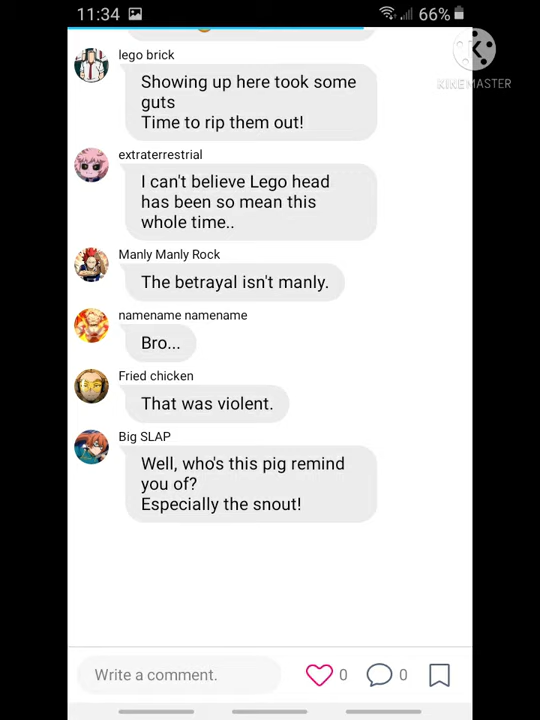 11:34
66%
KINEMASTER
lego brick
Showing up here took some
guts
Time to rip them out!
extraterrestrial
I can't believe Lego head
has been so mean this
whole time..
Manly Manly Rock
The betrayal isn't manly.
namename namename
Bro...
Fried chicken
That was violent.
Big SLAP
Well, who's this pig remind
you of?
Especially the snout!
Write a comment.
0
0